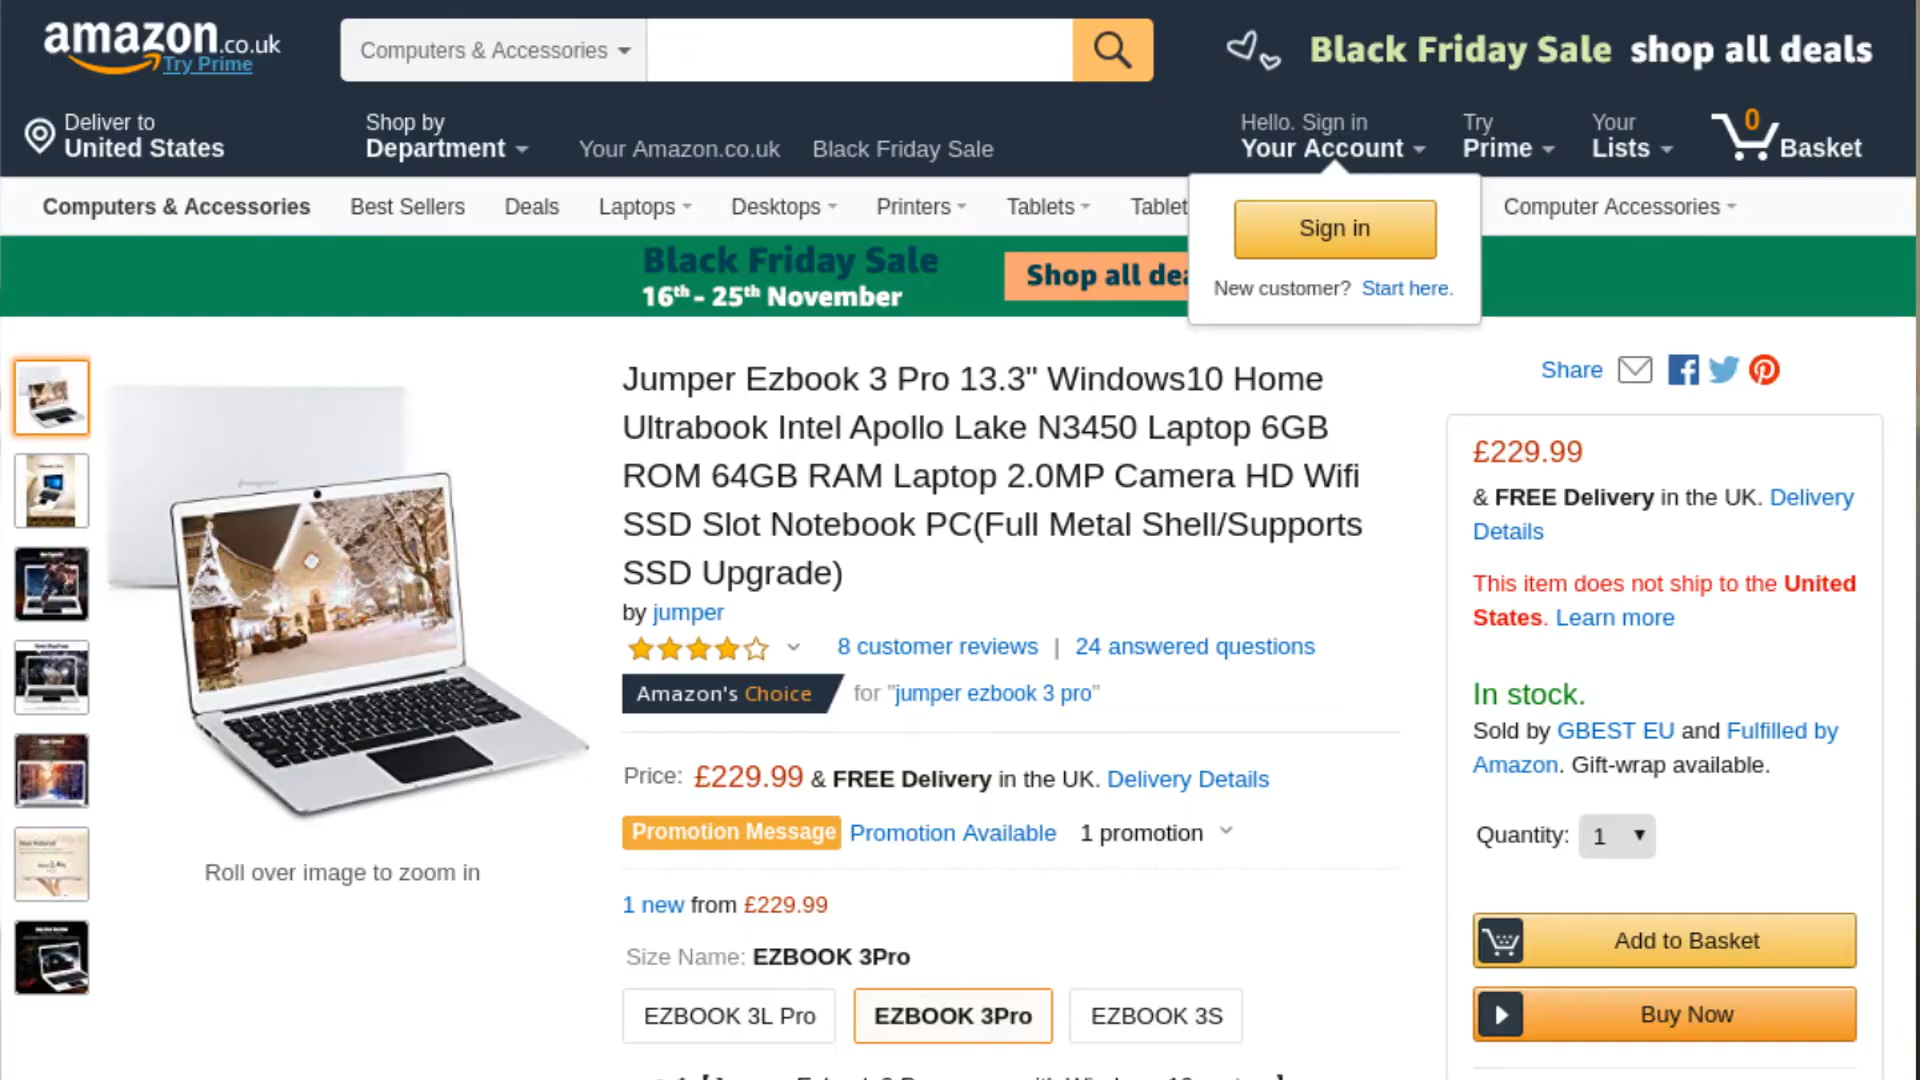 amazon.co.uk
Try Prime
Computers & Accessories
Black Friday Sale shop all deals
Deliver to
United States
Shop by
Department
Your Amazon.co.uk
Black Friday Sale
Hello. Sign in
Your Account
Try
Prime
Your
Lists
0
Basket
Computers & Accessories
Best Sellers
Deals
Laptops
Desktops
Printers
Tablets
Tablet
Computer Accessories
Sign in
New customer? Start here.
Black Friday Sale
16th - 25th November
Shop all dea
Jumper Ezbook 3 Pro 13.3" Windows10 Home
Ultrabook Intel Apollo Lake N3450 Laptop 6GB
ROM 64GB RAM Laptop 2.0MP Camera HD Wifi
SSD Slot Notebook PC(Full Metal Shell/Supports
SSD Upgrade)
by jumper
8 customer reviews | 24 answered questions
Amazon's Choice for "jumper ezbook 3 pro"
Price: £229.99 & FREE Delivery in the UK. Delivery Details
Promotion Message Promotion Available 1 promotion
1 new from £229.99
Size Name: EZBOOK 3Pro
EZBOOK 3L Pro
EZBOOK 3Pro
EZBOOK 3S
Roll over image to zoom in
Share
£229.99
& FREE Delivery in the UK. Delivery
Details
This item does not ship to the United
States. Learn more
In stock.
Sold by GBEST EU and Fulfilled by
Amazon. Gift-wrap available.
Quantity: 1
Add to Basket
Buy Now